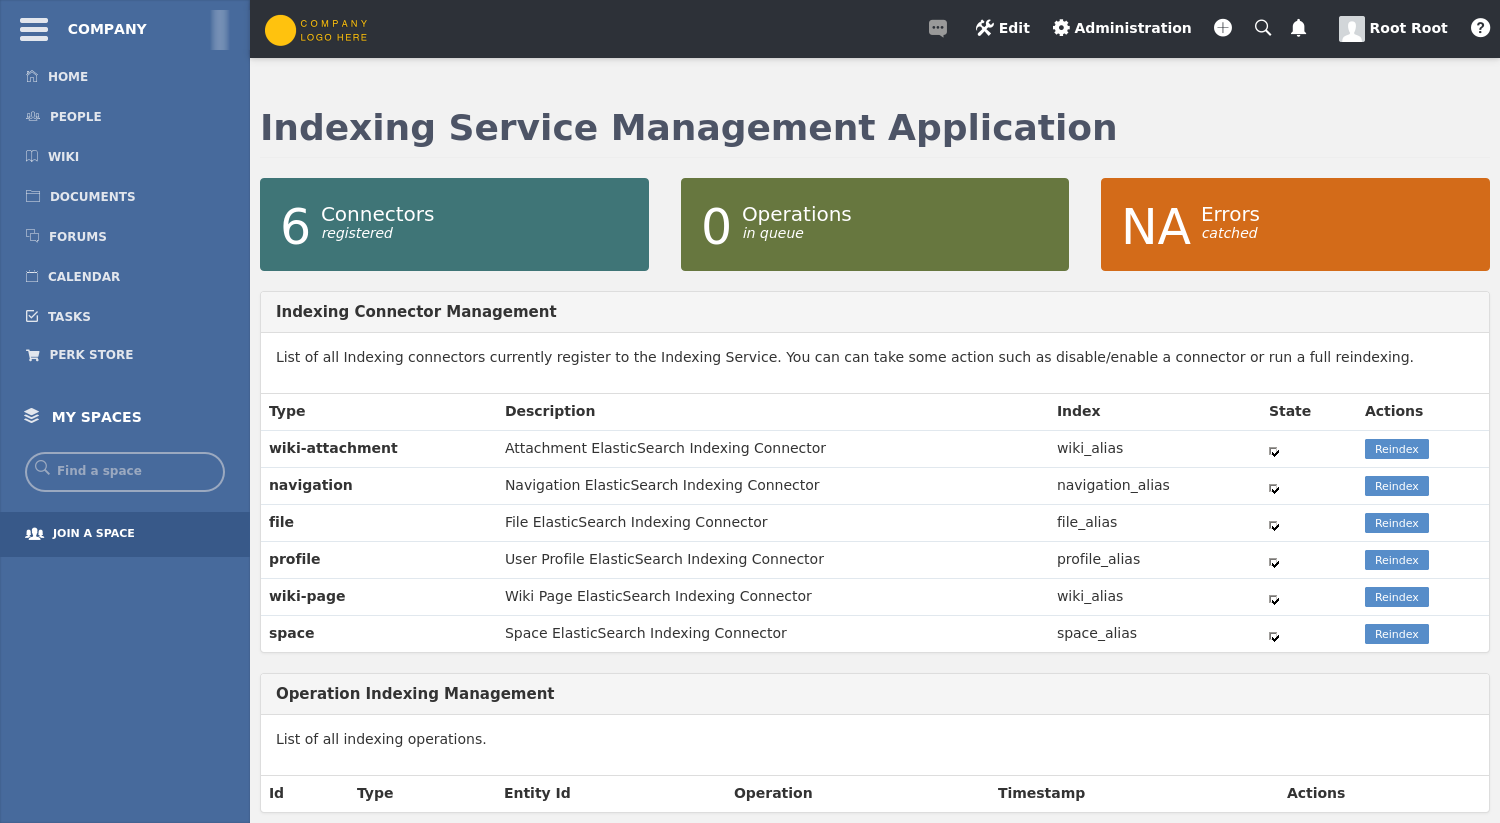 COMPANY
HOME
PEOPLE
WIKI
DOCUMENTS
FORUMS
CALENDAR
TASKS
PERK STORE
MY SPACES
Find a space
JOIN A SPACE
COMPANY
LOGO HERE
Edit Administration Root Root ?
Indexing Service Management Application
6 Connectors
registered
0 Operations
in queue
NA Errors
catched
Indexing Connector Management
List of all Indexing connectors currently register to the Indexing Service. You can can take some action such as disable/enable a connector or run a full reindexing.
Type Description Index State Actions
wiki-attachment Attachment ElasticSearch Indexing Connector wiki_alias Reindex
navigation Navigation ElasticSearch Indexing Connector navigation_alias Reindex
file File ElasticSearch Indexing Connector file_alias Reindex
profile User Profile ElasticSearch Indexing Connector profile_alias Reindex
wiki-page Wiki Page ElasticSearch Indexing Connector wiki_alias Reindex
space Space ElasticSearch Indexing Connector space_alias Reindex
Operation Indexing Management
List of all indexing operations.
Id Type Entity Id Operation Timestamp Actions